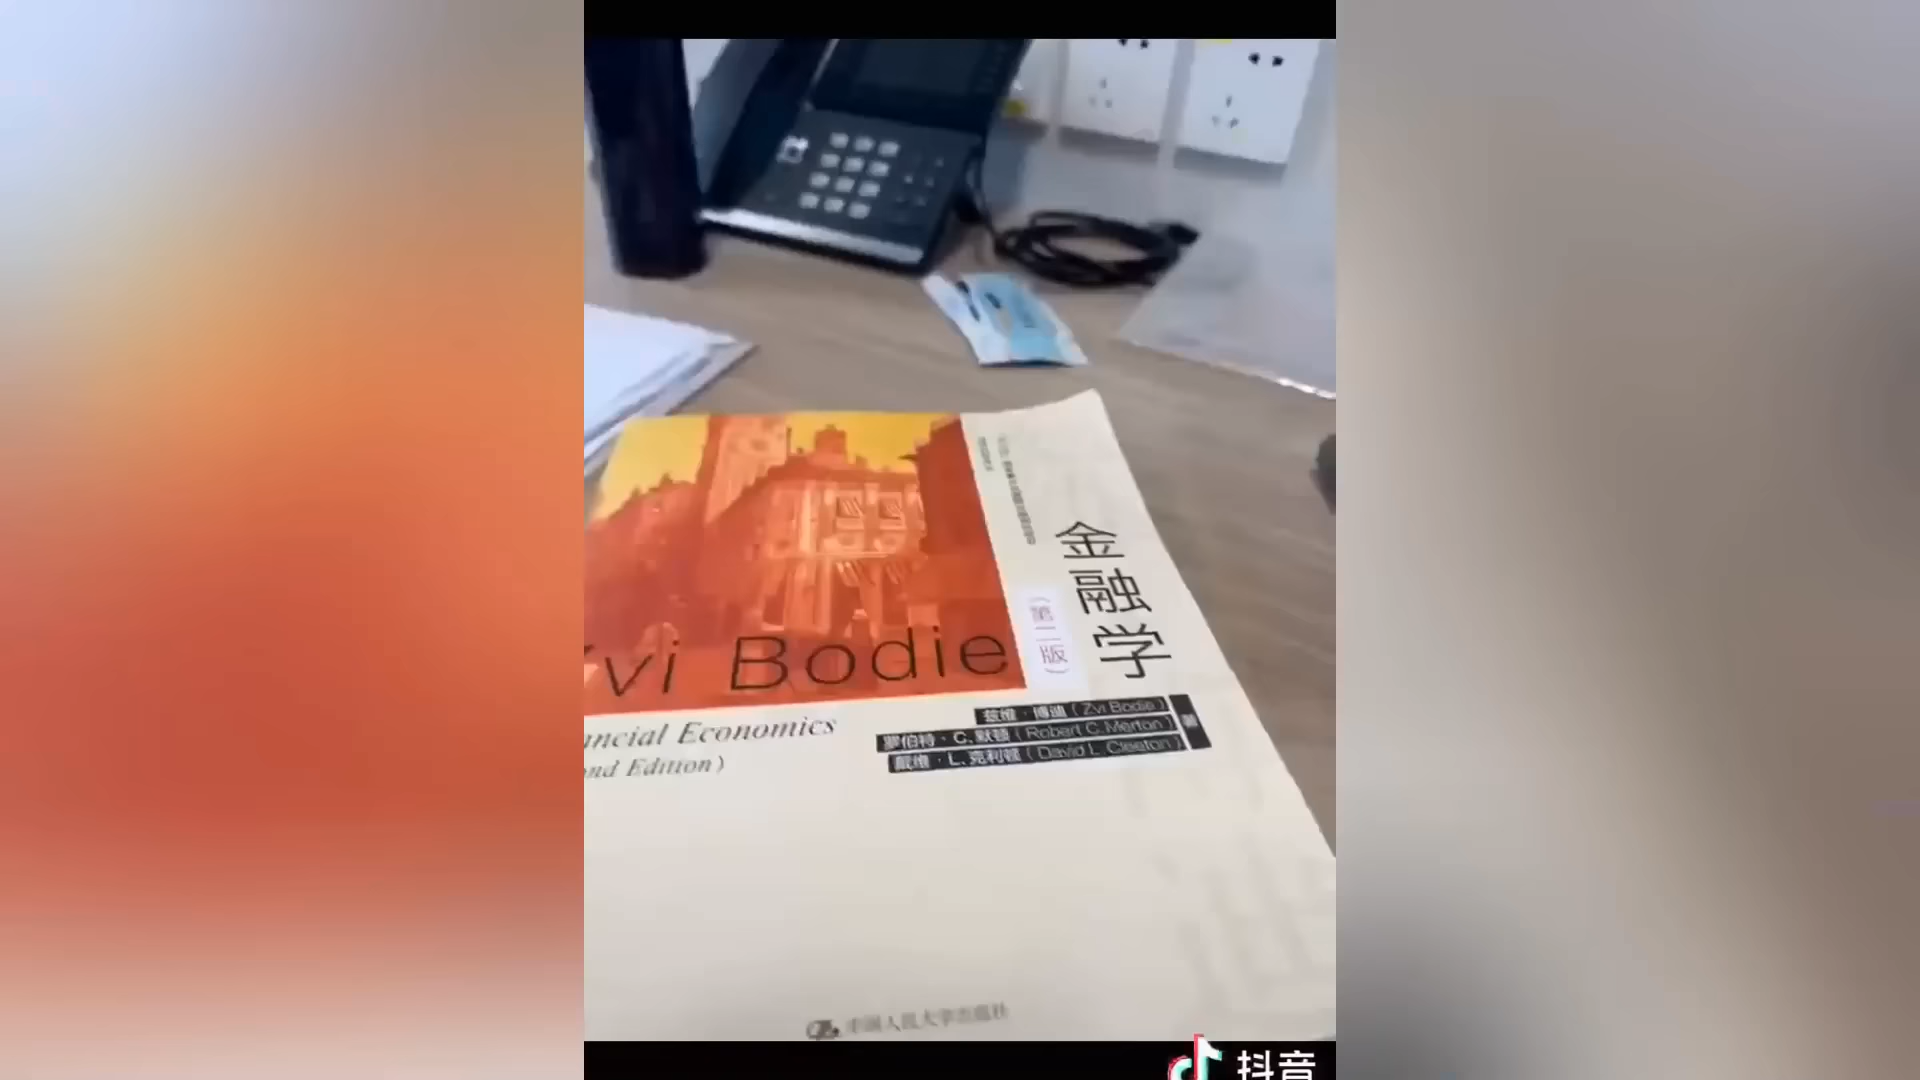 金融学
（第二版）
Zvi Bodie
ancial Economics
ond Edition）
兹维·博迪（Zvi Bodie）
罗伯特·C.默顿（Robert C.Merton）
戴维·L.克利顿（David L.Cleeton）
著
中国人民大学出版社
抖音